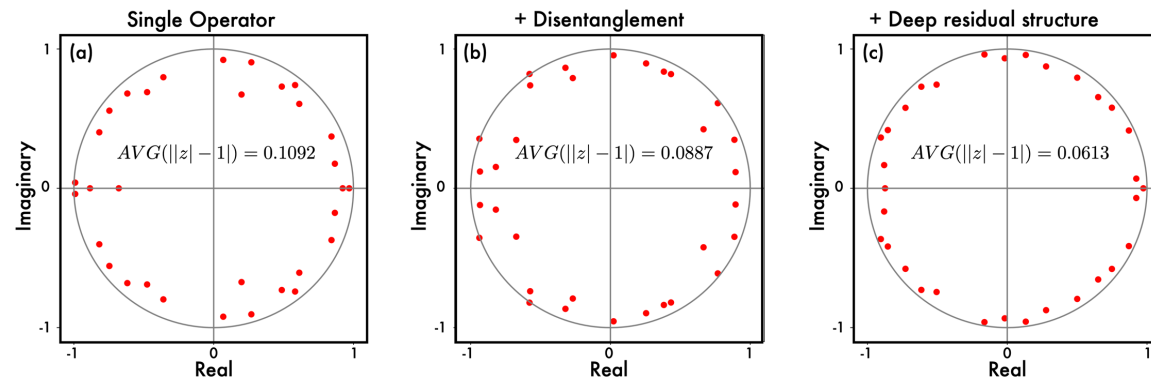 Single Operator
(a)
AVG(||z| − 1|) = 0.1092
1
0
-1
-1
0
1
Imaginary
Real
+ Disentanglement
(b)
AVG(||z| − 1|) = 0.0887
1
0
-1
-1
0
1
Imaginary
Real
+ Deep residual structure
(c)
AVG(||z| − 1|) = 0.0613
1
0
-1
-1
0
1
Imaginary
Real